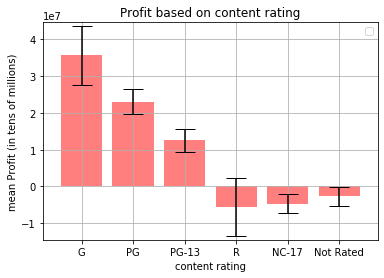 Profit based on content rating
1e7
4
3
2
1
0
−1
mean Profit (in tens of millions)
G PG PG-13 R NC-17 Not Rated
content rating